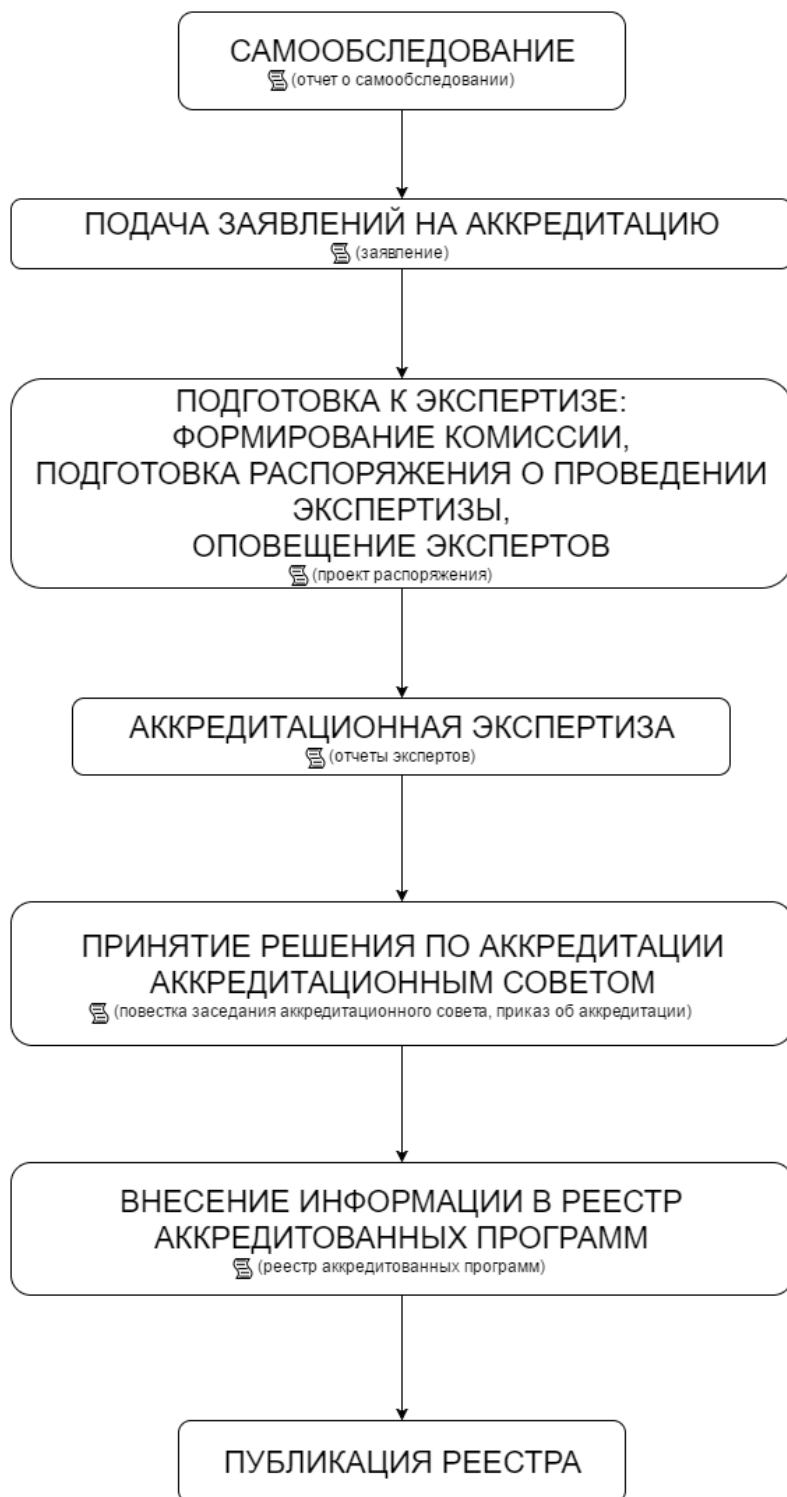 САМООБСЛЕДОВАНИЕ
(отчет о самообследовании)
ПОДАЧА ЗАЯВЛЕНИЙ НА АККРЕДИТАЦИЮ
(заявление)
ПОДГОТОВКА К ЭКСПЕРТИЗЕ:
ФОРМИРОВАНИЕ КОМИССИИ,
ПОДГОТОВКА РАСПОРЯЖЕНИЯ О ПРОВЕДЕНИИ
ЭКСПЕРТИЗЫ,
ОПОВЕЩЕНИЕ ЭКСПЕРТОВ
(проект распоряжения)
АККРЕДИТАЦИОННАЯ ЭКСПЕРТИЗА
(отчеты экспертов)
ПРИНЯТИЕ РЕШЕНИЯ ПО АККРЕДИТАЦИИ
АККРЕДИТАЦИОННЫМ СОВЕТОМ
(повестка заседания аккредитационного совета, приказ об аккредитации)
ВНЕСЕНИЕ ИНФОРМАЦИИ В РЕЕСТР
АККРЕДИТОВАННЫХ ПРОГРАММ
(реестр аккредитованных программ)
ПУБЛИКАЦИЯ РЕЕСТРА